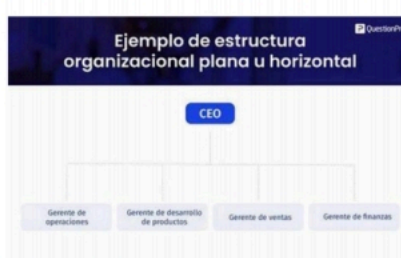 QuestionPro
Ejemplo de estructura
organizacional plana u horizontal
CEO
Gerente de
operaciones
Gerente de desarrollo
de productos
Gerente de ventas
Gerente de finanzas